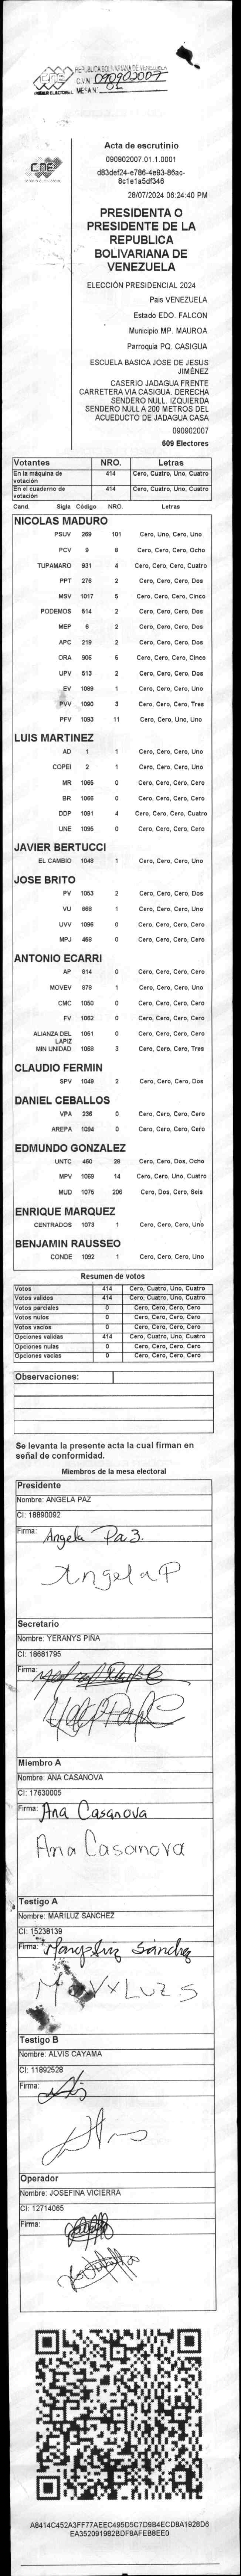 REPUBLICA BOLIVARIANA DE VENEZUELA
CNE
PODER ELECTORAL
CVN 090902007
MESA Nº: 01
CNE
Acta de escrutinio
090902007.01.1.0001
d83def24-e786-4e93-86ac-
8c1e1a5df346
28/07/2024 06:24:40 PM
PRESIDENTA O
PRESIDENTE DE LA
REPUBLICA
BOLIVARIANA DE
VENEZUELA
ELECCIÓN PRESIDENCIAL 2024
País VENEZUELA
Estado EDO. FALCON
Municipio MP. MAUROA
Parroquia PQ. CASIGUA
ESCUELA BASICA JOSE DE JESUS
JIMÉNEZ
CASERIO JADAGUA FRENTE
CARRETERA VIA CASIGUA. DERECHA
SENDERO NULL. IZQUIERDA
SENDERO NULL A 200 METROS DEL
ACUEDUCTO DE JADAGUA CASA
090902007
609 Electores
Votantes NRO. Letras
En la máquina de votación 414 Cero, Cuatro, Uno, Cuatro
En el cuaderno de votación 414 Cero, Cuatro, Uno, Cuatro
Cand. Sigla Código NRO. Letras
NICOLAS MADURO
PSUV 269 101 Cero, Uno, Cero, Uno
PCV 9 8 Cero, Cero, Cero, Ocho
TUPAMARO 931 4 Cero, Cero, Cero, Cuatro
PPT 276 2 Cero, Cero, Cero, Dos
MSV 1017 5 Cero, Cero, Cero, Cinco
PODEMOS 514 2 Cero, Cero, Cero, Dos
MEP 6 2 Cero, Cero, Cero, Dos
APC 219 2 Cero, Cero, Cero, Dos
ORA 906 5 Cero, Cero, Cero, Cinco
UPV 513 2 Cero, Cero, Cero, Dos
EV 1089 1 Cero, Cero, Cero, Uno
PVV 1090 3 Cero, Cero, Cero, Tres
PFV 1093 11 Cero, Cero, Uno, Uno
LUIS MARTINEZ
AD 1 1 Cero, Cero, Cero, Uno
COPEI 2 1 Cero, Cero, Cero, Uno
MR 1065 0 Cero, Cero, Cero, Cero
BR 1066 0 Cero, Cero, Cero, Cero
DDP 1091 4 Cero, Cero, Cero, Cuatro
UNE 1095 0 Cero, Cero, Cero, Cero
JAVIER BERTUCCI
EL CAMBIO 1048 1 Cero, Cero, Cero, Uno
JOSE BRITO
PV 1053 2 Cero, Cero, Cero, Dos
VU 868 1 Cero, Cero, Cero, Uno
UVV 1096 0 Cero, Cero, Cero, Cero
MPJ 458 0 Cero, Cero, Cero, Cero
ANTONIO ECARRI
AP 814 0 Cero, Cero, Cero, Cero
MOVEV 878 1 Cero, Cero, Cero, Uno
CMC 1050 0 Cero, Cero, Cero, Cero
FV 1062 0 Cero, Cero, Cero, Cero
ALIANZA DEL LAPIZ 1051 0 Cero, Cero, Cero, Cero
MIN UNIDAD 1068 3 Cero, Cero, Cero, Tres
CLAUDIO FERMIN
SPV 1049 2 Cero, Cero, Cero, Dos
DANIEL CEBALLOS
VPA 236 0 Cero, Cero, Cero, Cero
AREPA 1094 0 Cero, Cero, Cero, Cero
EDMUNDO GONZALEZ
UNTC 460 28 Cero, Cero, Dos, Ocho
MPV 1069 14 Cero, Cero, Uno, Cuatro
MUD 1075 206 Cero, Dos, Cero, Seis
ENRIQUE MARQUEZ
CENTRADOS 1073 1 Cero, Cero, Cero, Uno
BENJAMIN RAUSSEO
CONDE 1092 1 Cero, Cero, Cero, Uno
Resumen de votos
Votos 414 Cero, Cuatro, Uno, Cuatro
Votos validos 414 Cero, Cuatro, Uno, Cuatro
Votos parciales 0 Cero, Cero, Cero, Cero
Votos nulos 0 Cero, Cero, Cero, Cero
Votos vacíos 0 Cero, Cero, Cero, Cero
Opciones validas 414 Cero, Cuatro, Uno, Cuatro
Opciones nulas 0 Cero, Cero, Cero, Cero
Opciones vacias 0 Cero, Cero, Cero, Cero
Observaciones:
Se levanta la presente acta la cual firman en
señal de conformidad.
Miembros de la mesa electoral
Presidente
Nombre: ANGELA PAZ
CI: 18890092
Firma: Angela Paz.
Angela P
Secretario
Nombre: YERANYS PIÑA
CI: 18681795
Firma:
Miembro A
Nombre: ANA CASANOVA
CI: 17630005
Firma: Ana Casanova
Ana Casanova
Testigo A
Nombre: MARILUZ SANCHEZ
CI: 15238139
Firma: Maryluz Sánchez
Testigo B
Nombre: ALVIS CAYAMA
CI: 11892528
Firma:
Operador
Nombre: JOSEFINA VICIERRA
CI: 12714065
Firma:
A8414C452A3FF77AEEC495D5C7D9B4ECD8A1928D6
EA352091982BDF8AFEB8EE0